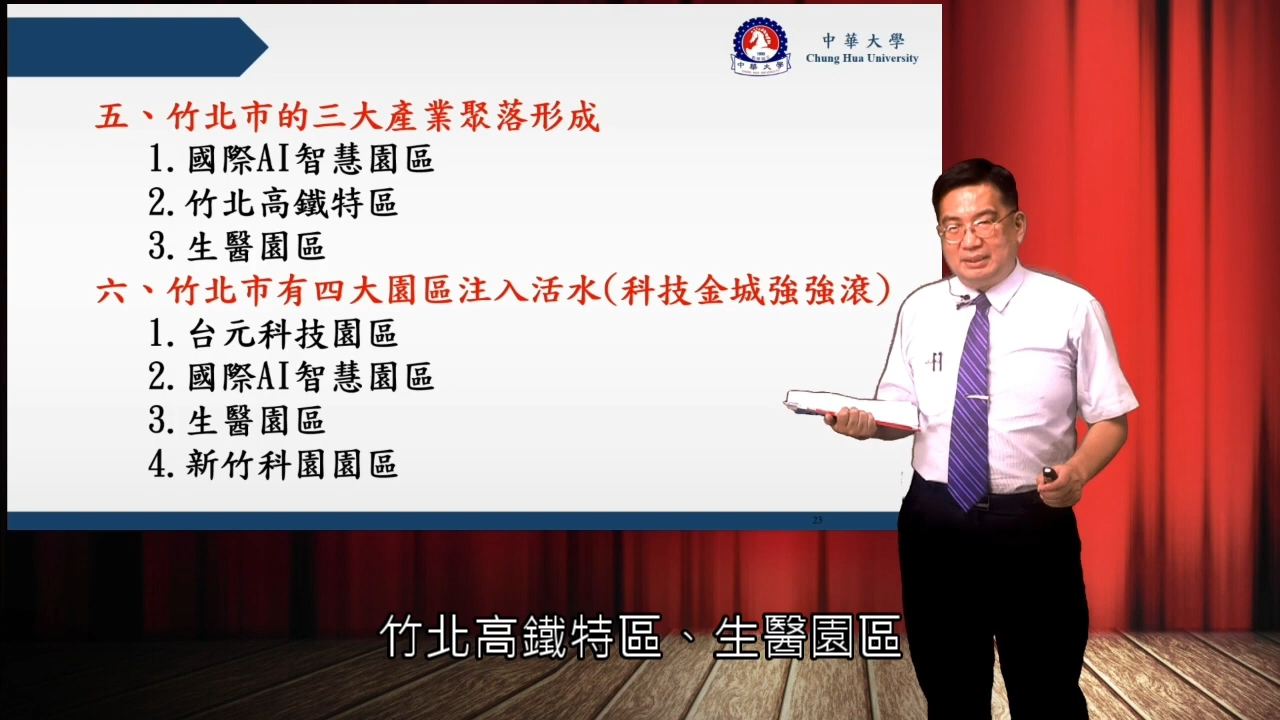 中華大學
Chung Hua University
五、竹北市的三大產業聚落形成
1.國際AI智慧園區
2.竹北高鐵特區
3.生醫園區
六、竹北市有四大園區注入活水(科技金城強強滾)
1.台元科技園區
2.國際AI智慧園區
3.生醫園區
4.新竹科園園區
23
竹北高鐵特區、生醫園區